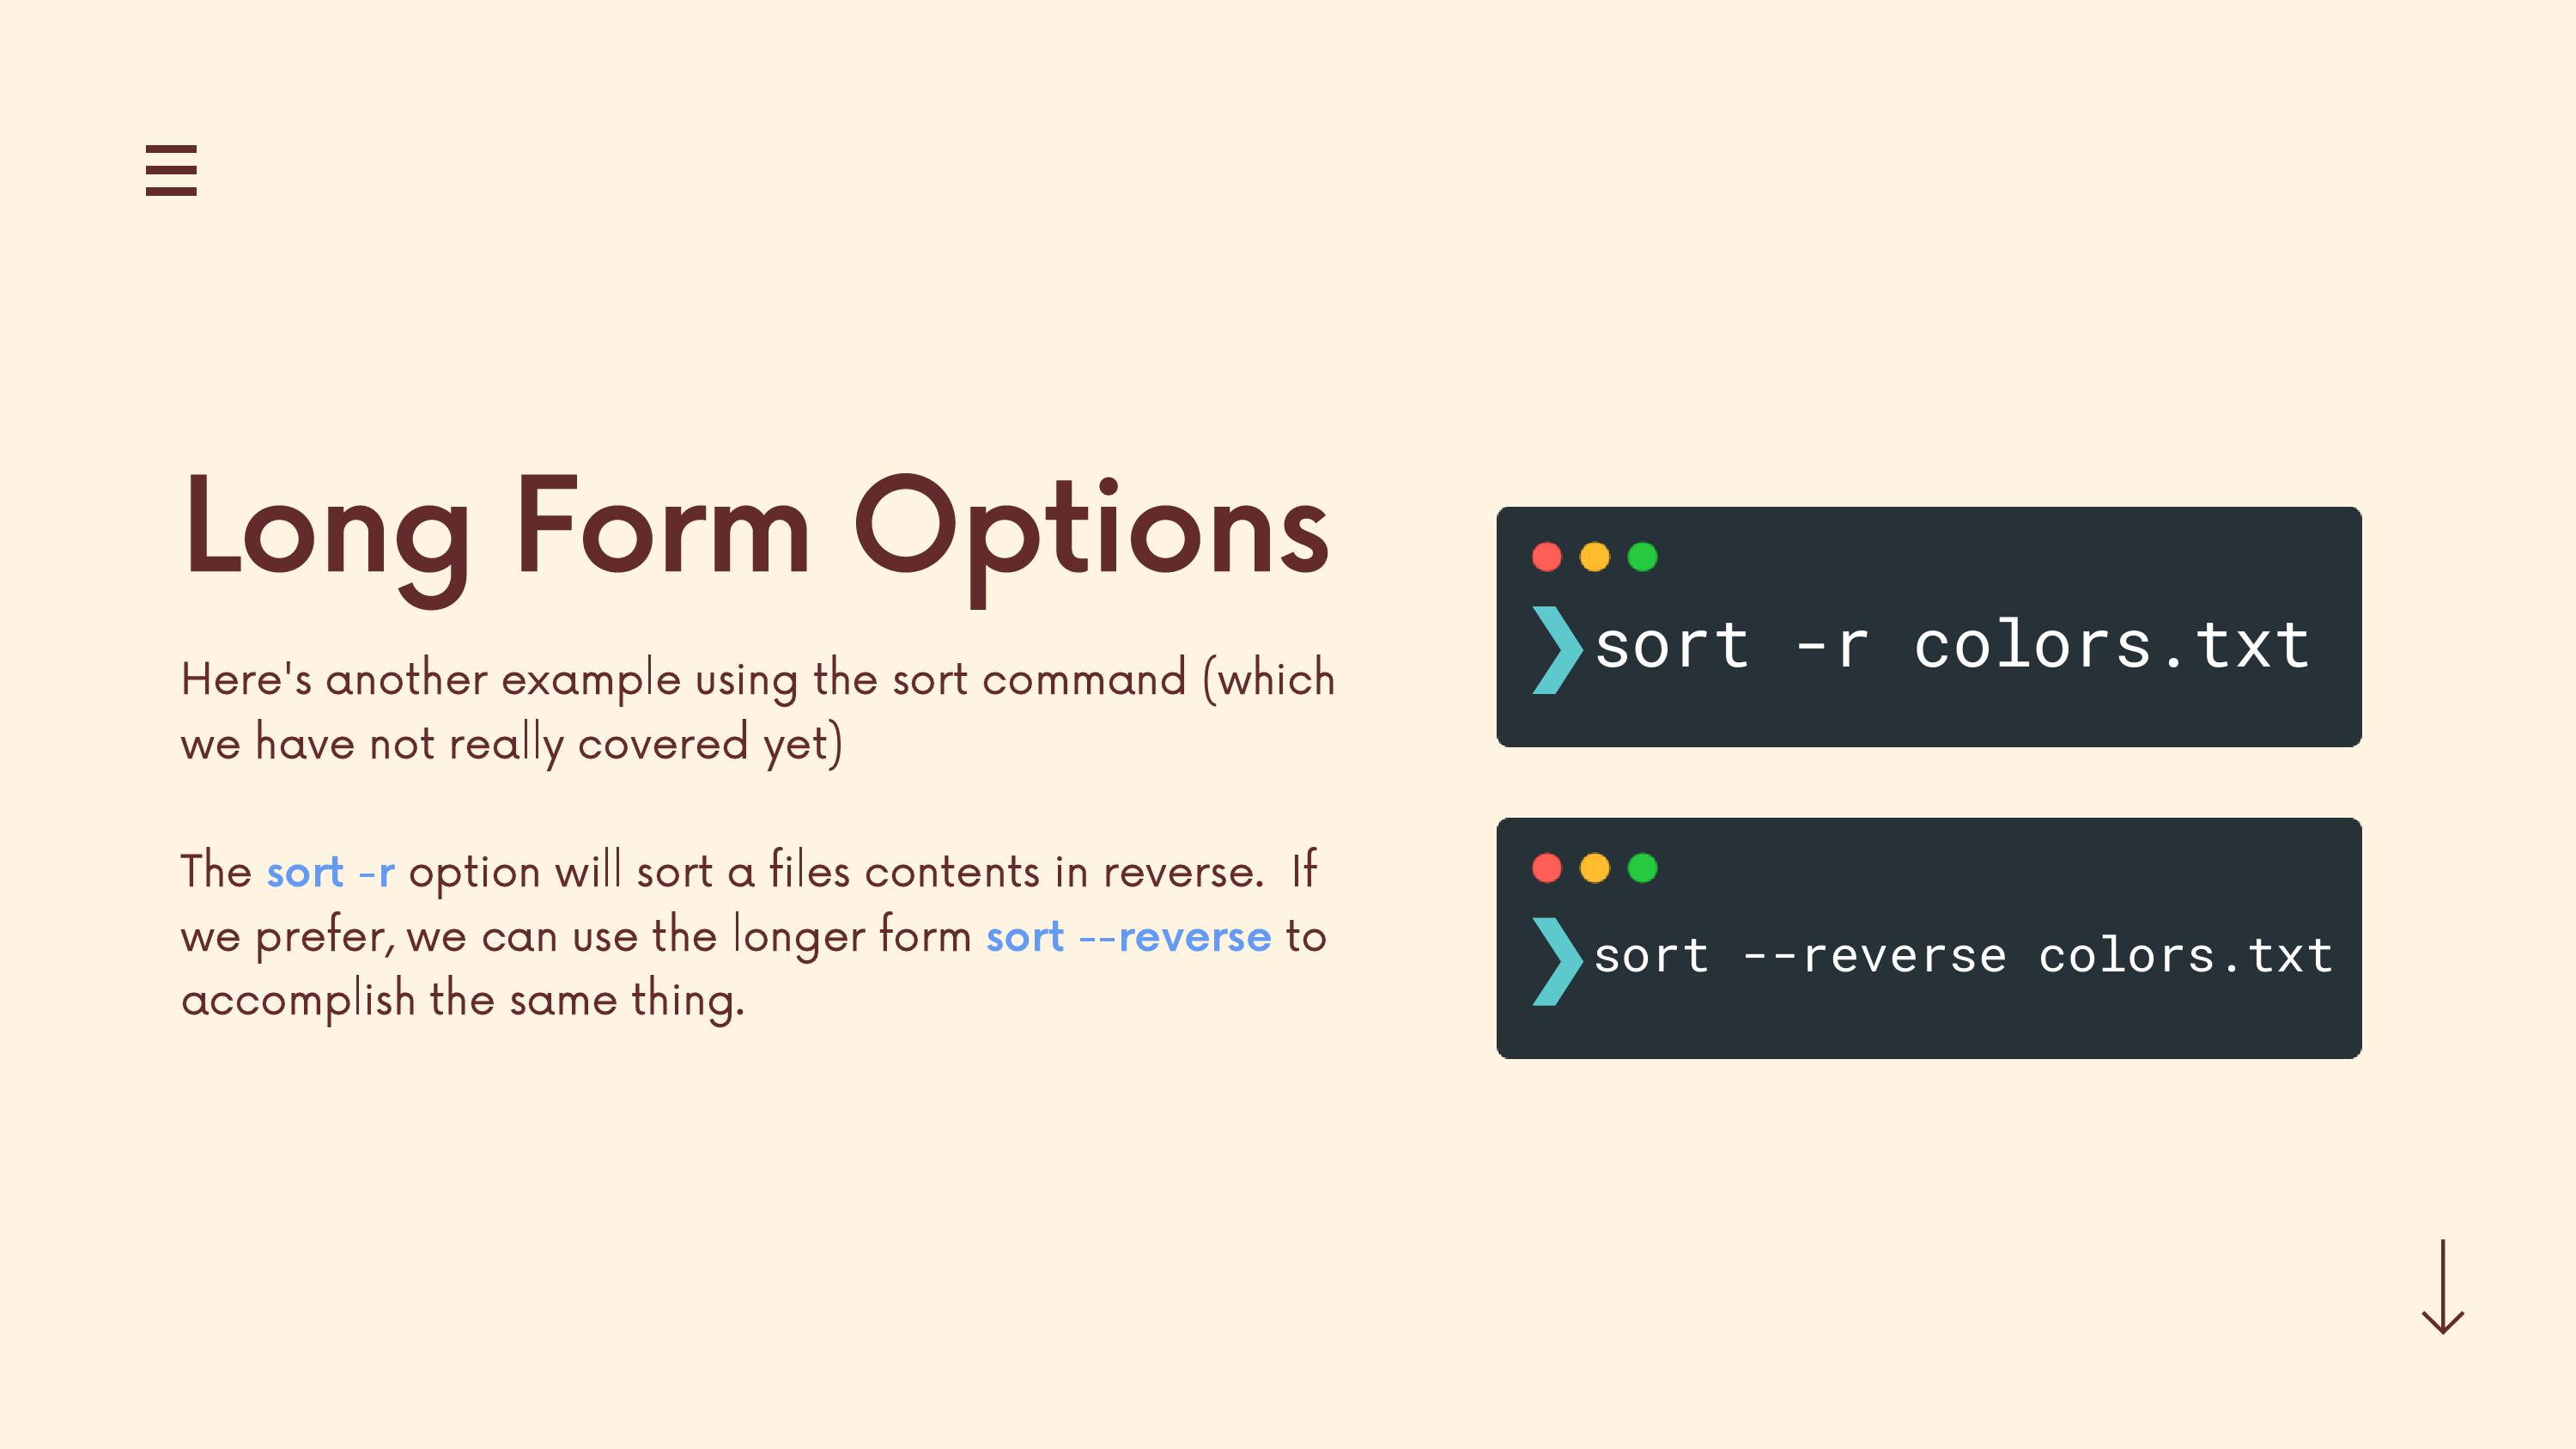 Long Form Options
Here's another example using the sort command (which
we have not really covered yet)
The sort -r option will sort a files contents in reverse.  If
we prefer, we can use the longer form sort --reverse to
accomplish the same thing.
❯sort -r colors.txt
❯sort --reverse colors.txt